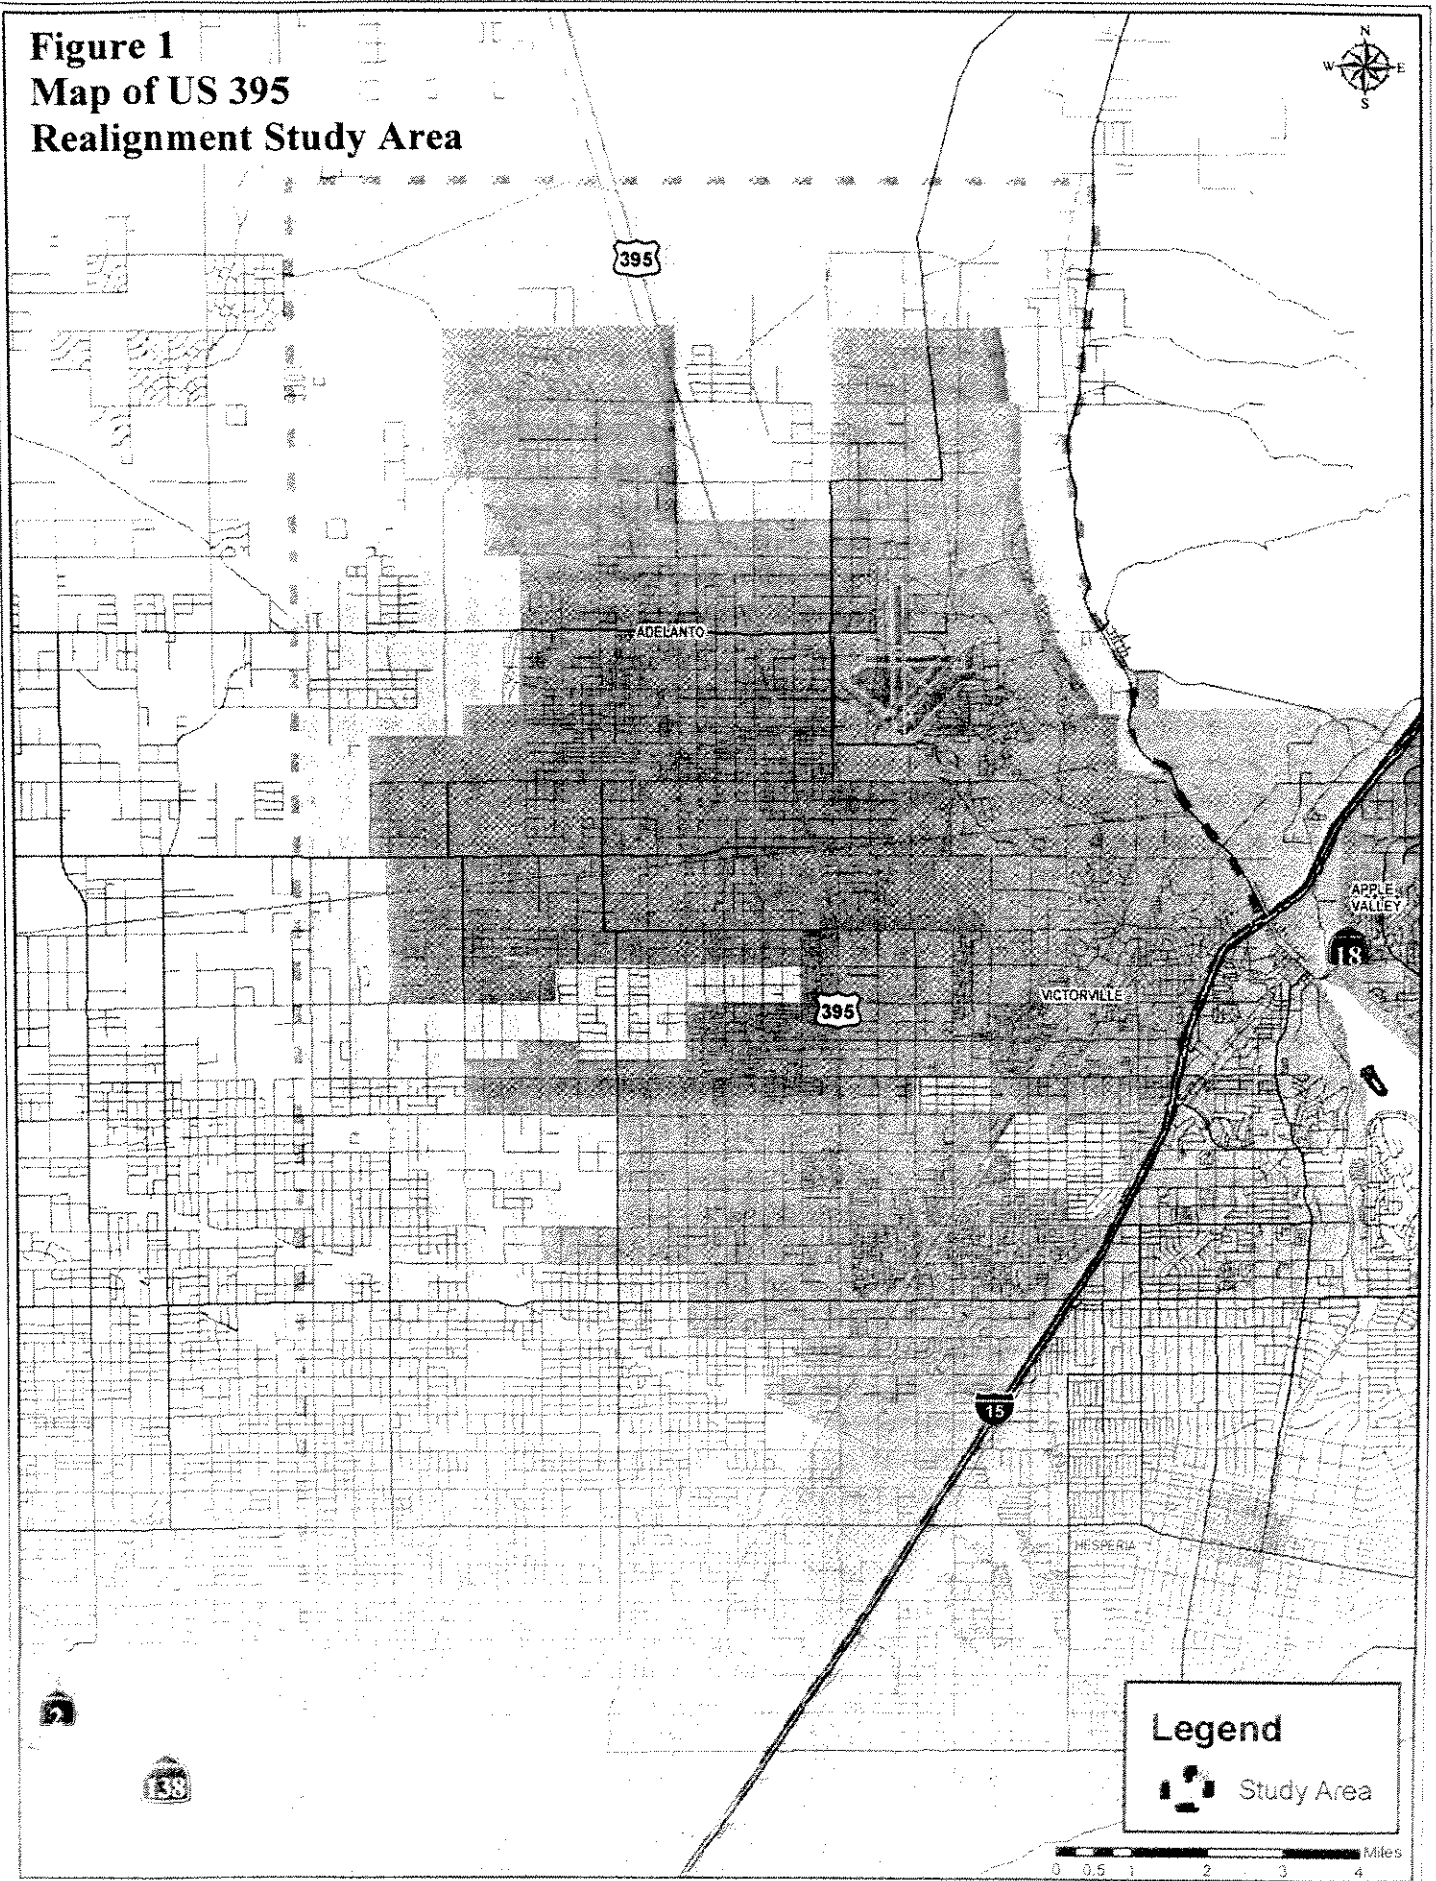 Figure 1
Map of US 395
Realignment Study Area
N
W
E
S
395
ADELANTO
APPLE
VALLEY
18
395
VICTORVILLE
15
HESPERIA
2
138
Legend
Study Area
Miles
0 0.5 1 2 3 4